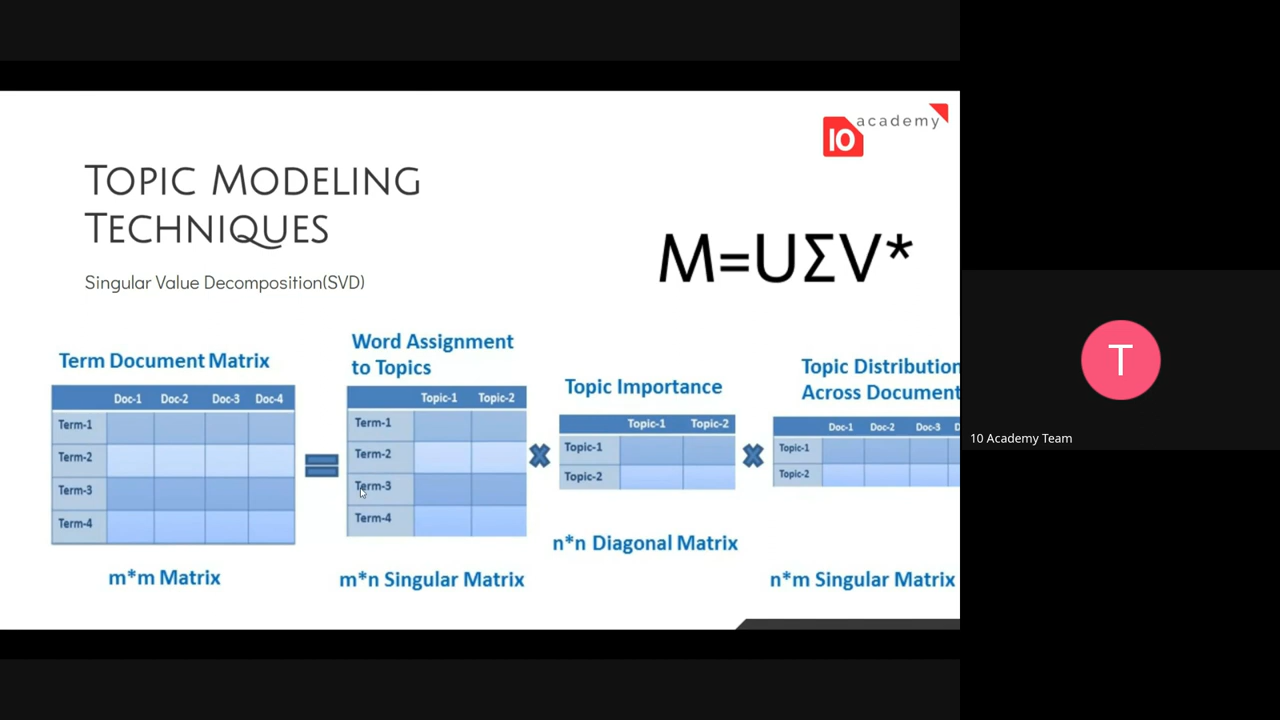 10 academy
TOPIC MODELING
TECHNIQUES
M=UΣV*
Singular Value Decomposition(SVD)
Term Document Matrix
Doc-1 Doc-2 Doc-3 Doc-4
Term-1
Term-2
Term-3
Term-4
m*m Matrix
Word Assignment
to Topics
Topic-1 Topic-2
Term-1
Term-2
Term-3
Term-4
m*n Singular Matrix
Topic Importance
Topic-1 Topic-2
Topic-1
Topic-2
n*n Diagonal Matrix
Topic Distribution
Across Document
Doc-1 Doc-2 Doc-3 D
Topic-1
Topic-2
n*m Singular Matrix
T
10 Academy Team